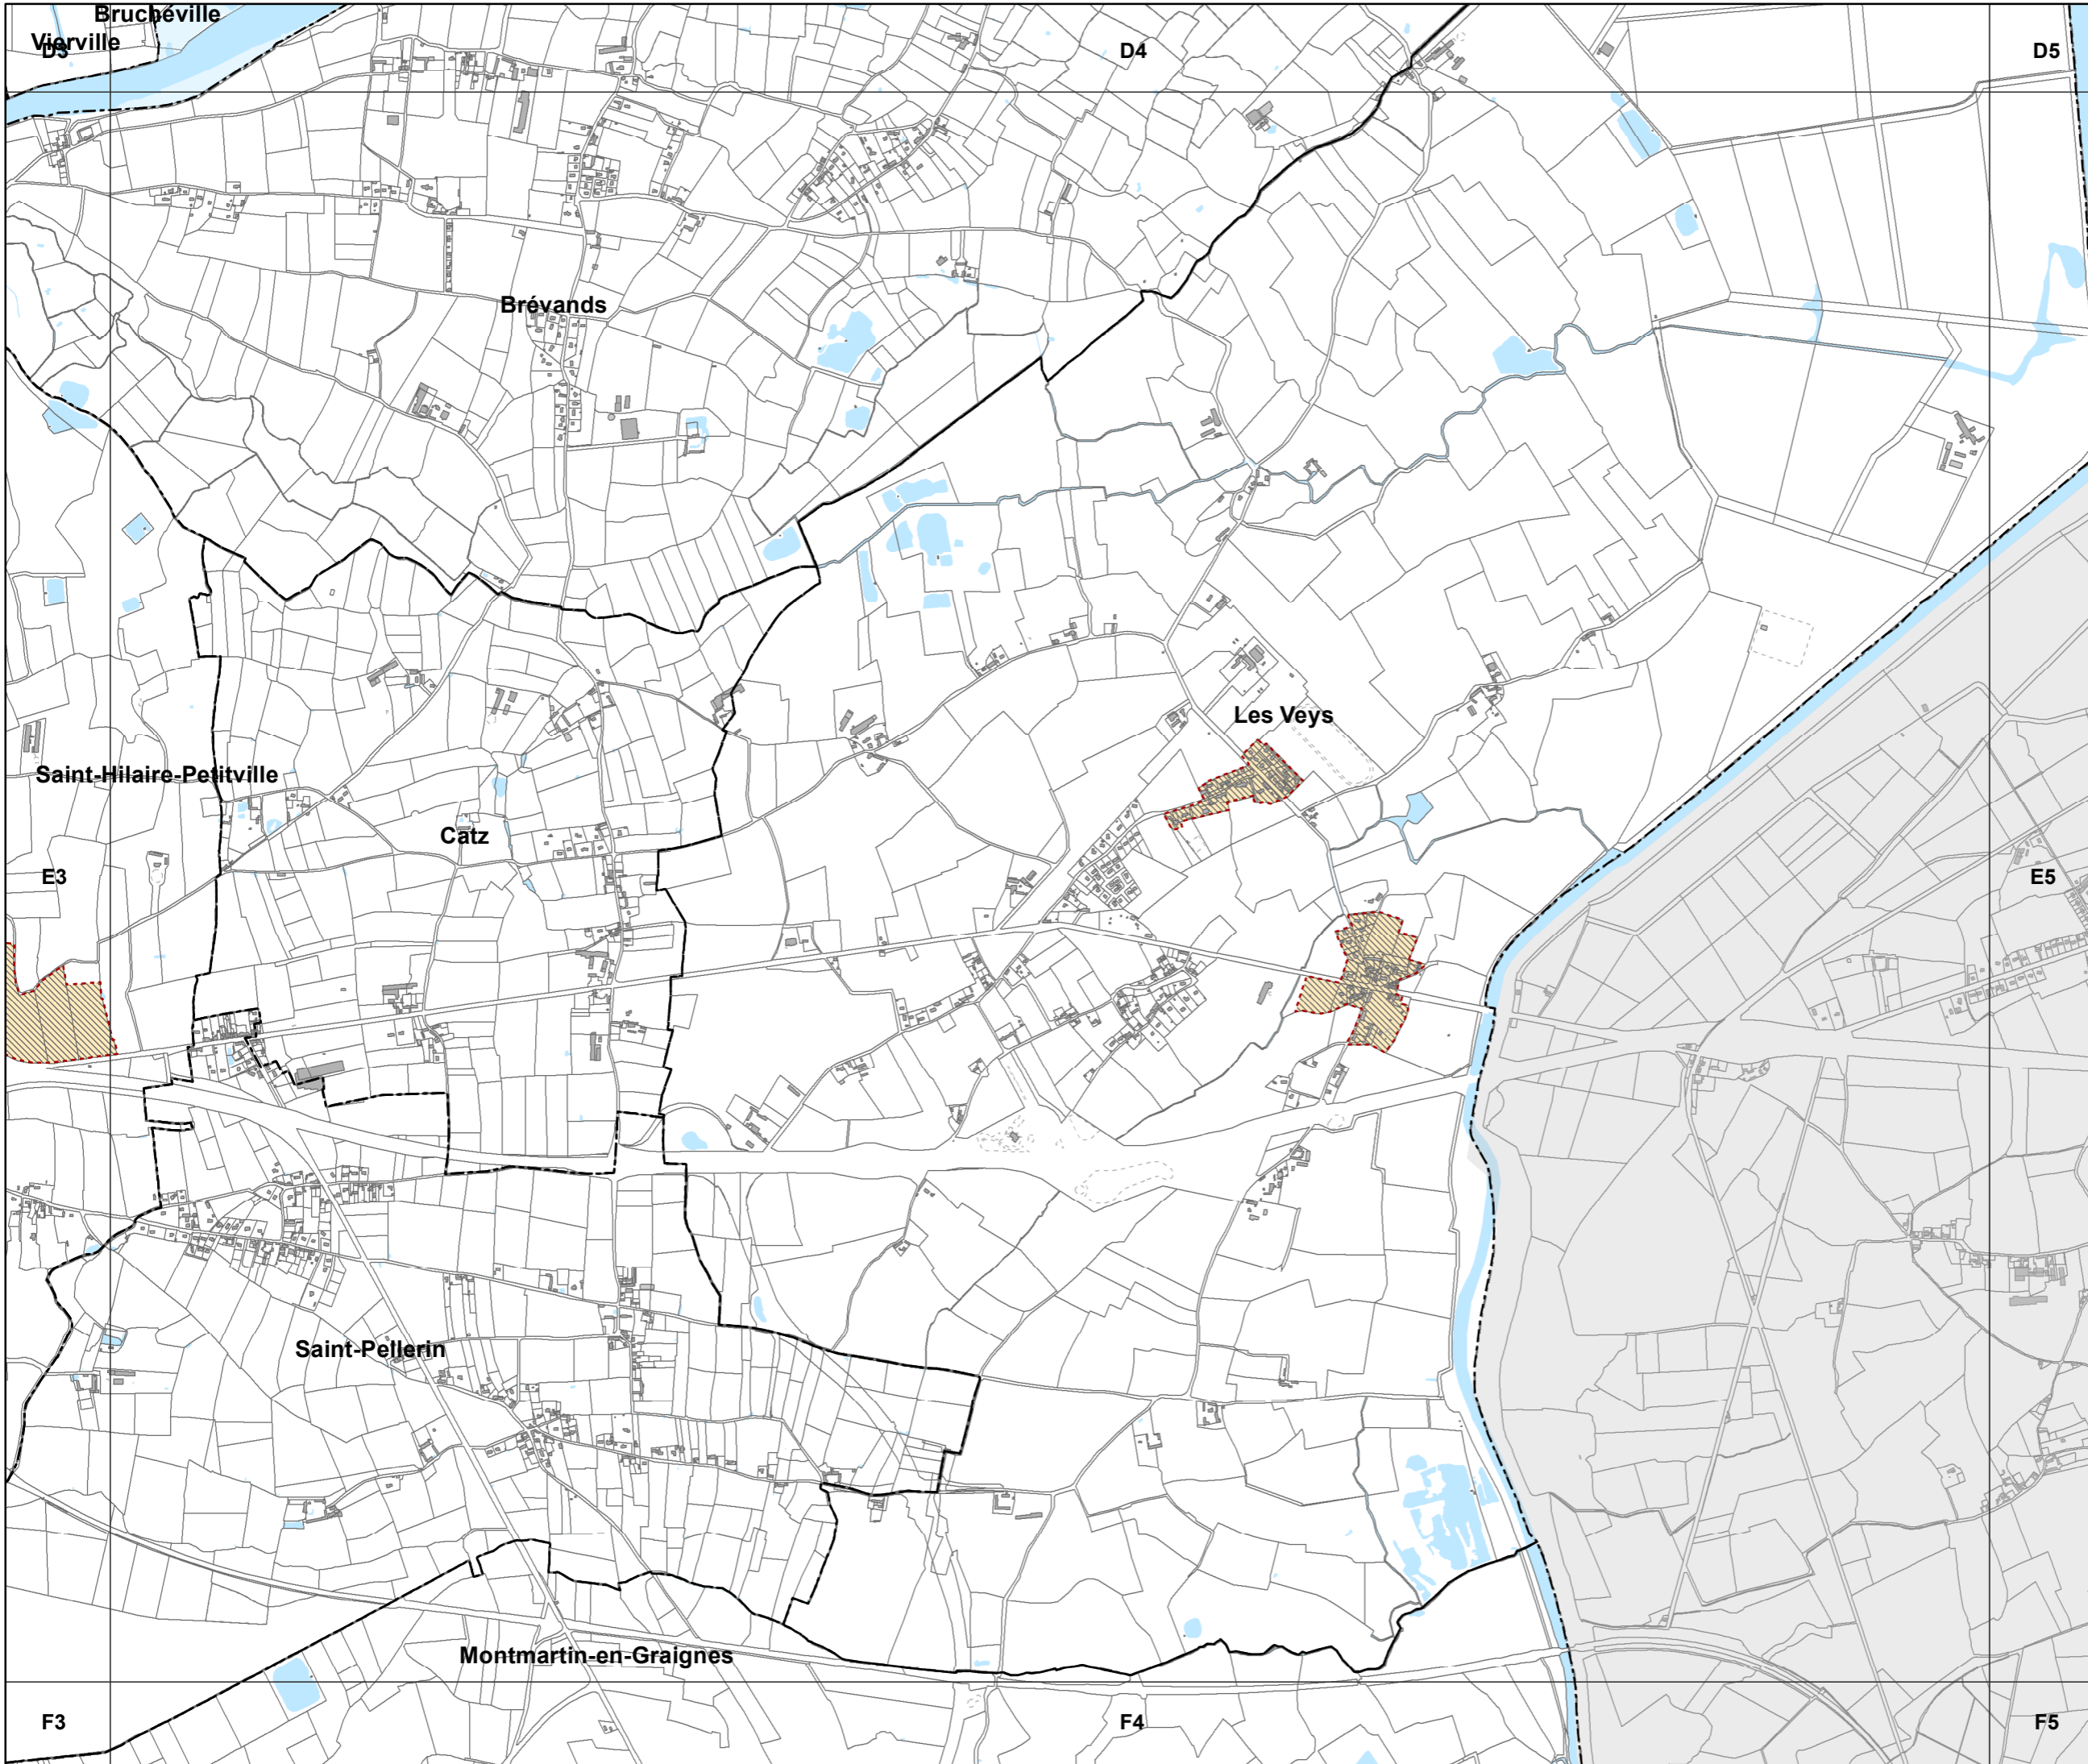 Bruchéville
Vierville
D3
D4
D5
Brévands
Les Veys
Saint-Hilaire-Petitville
Catz
E3
E5
Saint-Pellerin
Montmartin-en-Graignes
F3
F4
F5